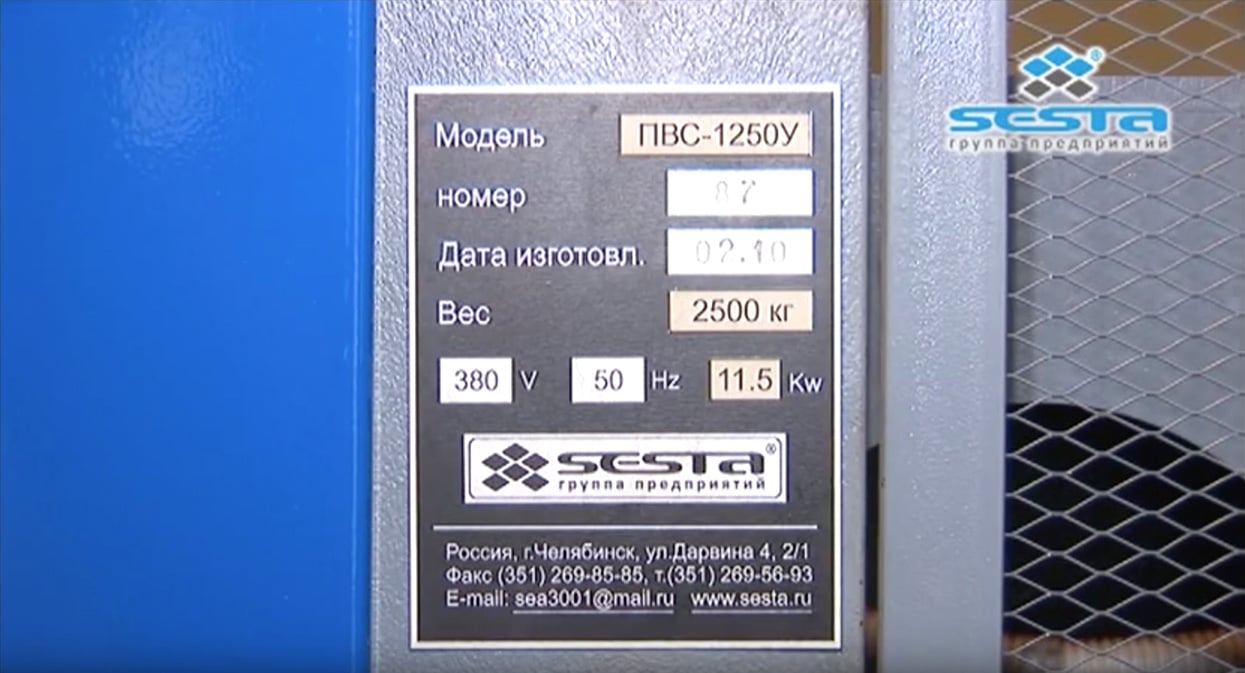 SESTA®
группа предприятий
Модель ПВС-1250У
номер 87
Дата изготовл. 02.10
Вес 2500 кг
380 V 50 Hz 11.5 Kw
SESTA®
группа предприятий
Россия, г.Челябинск, ул.Дарвина 4, 2/1
Факс (351) 269-85-85, т.(351) 269-56-93
E-mail: sea3001@mail.ru www.sesta.ru